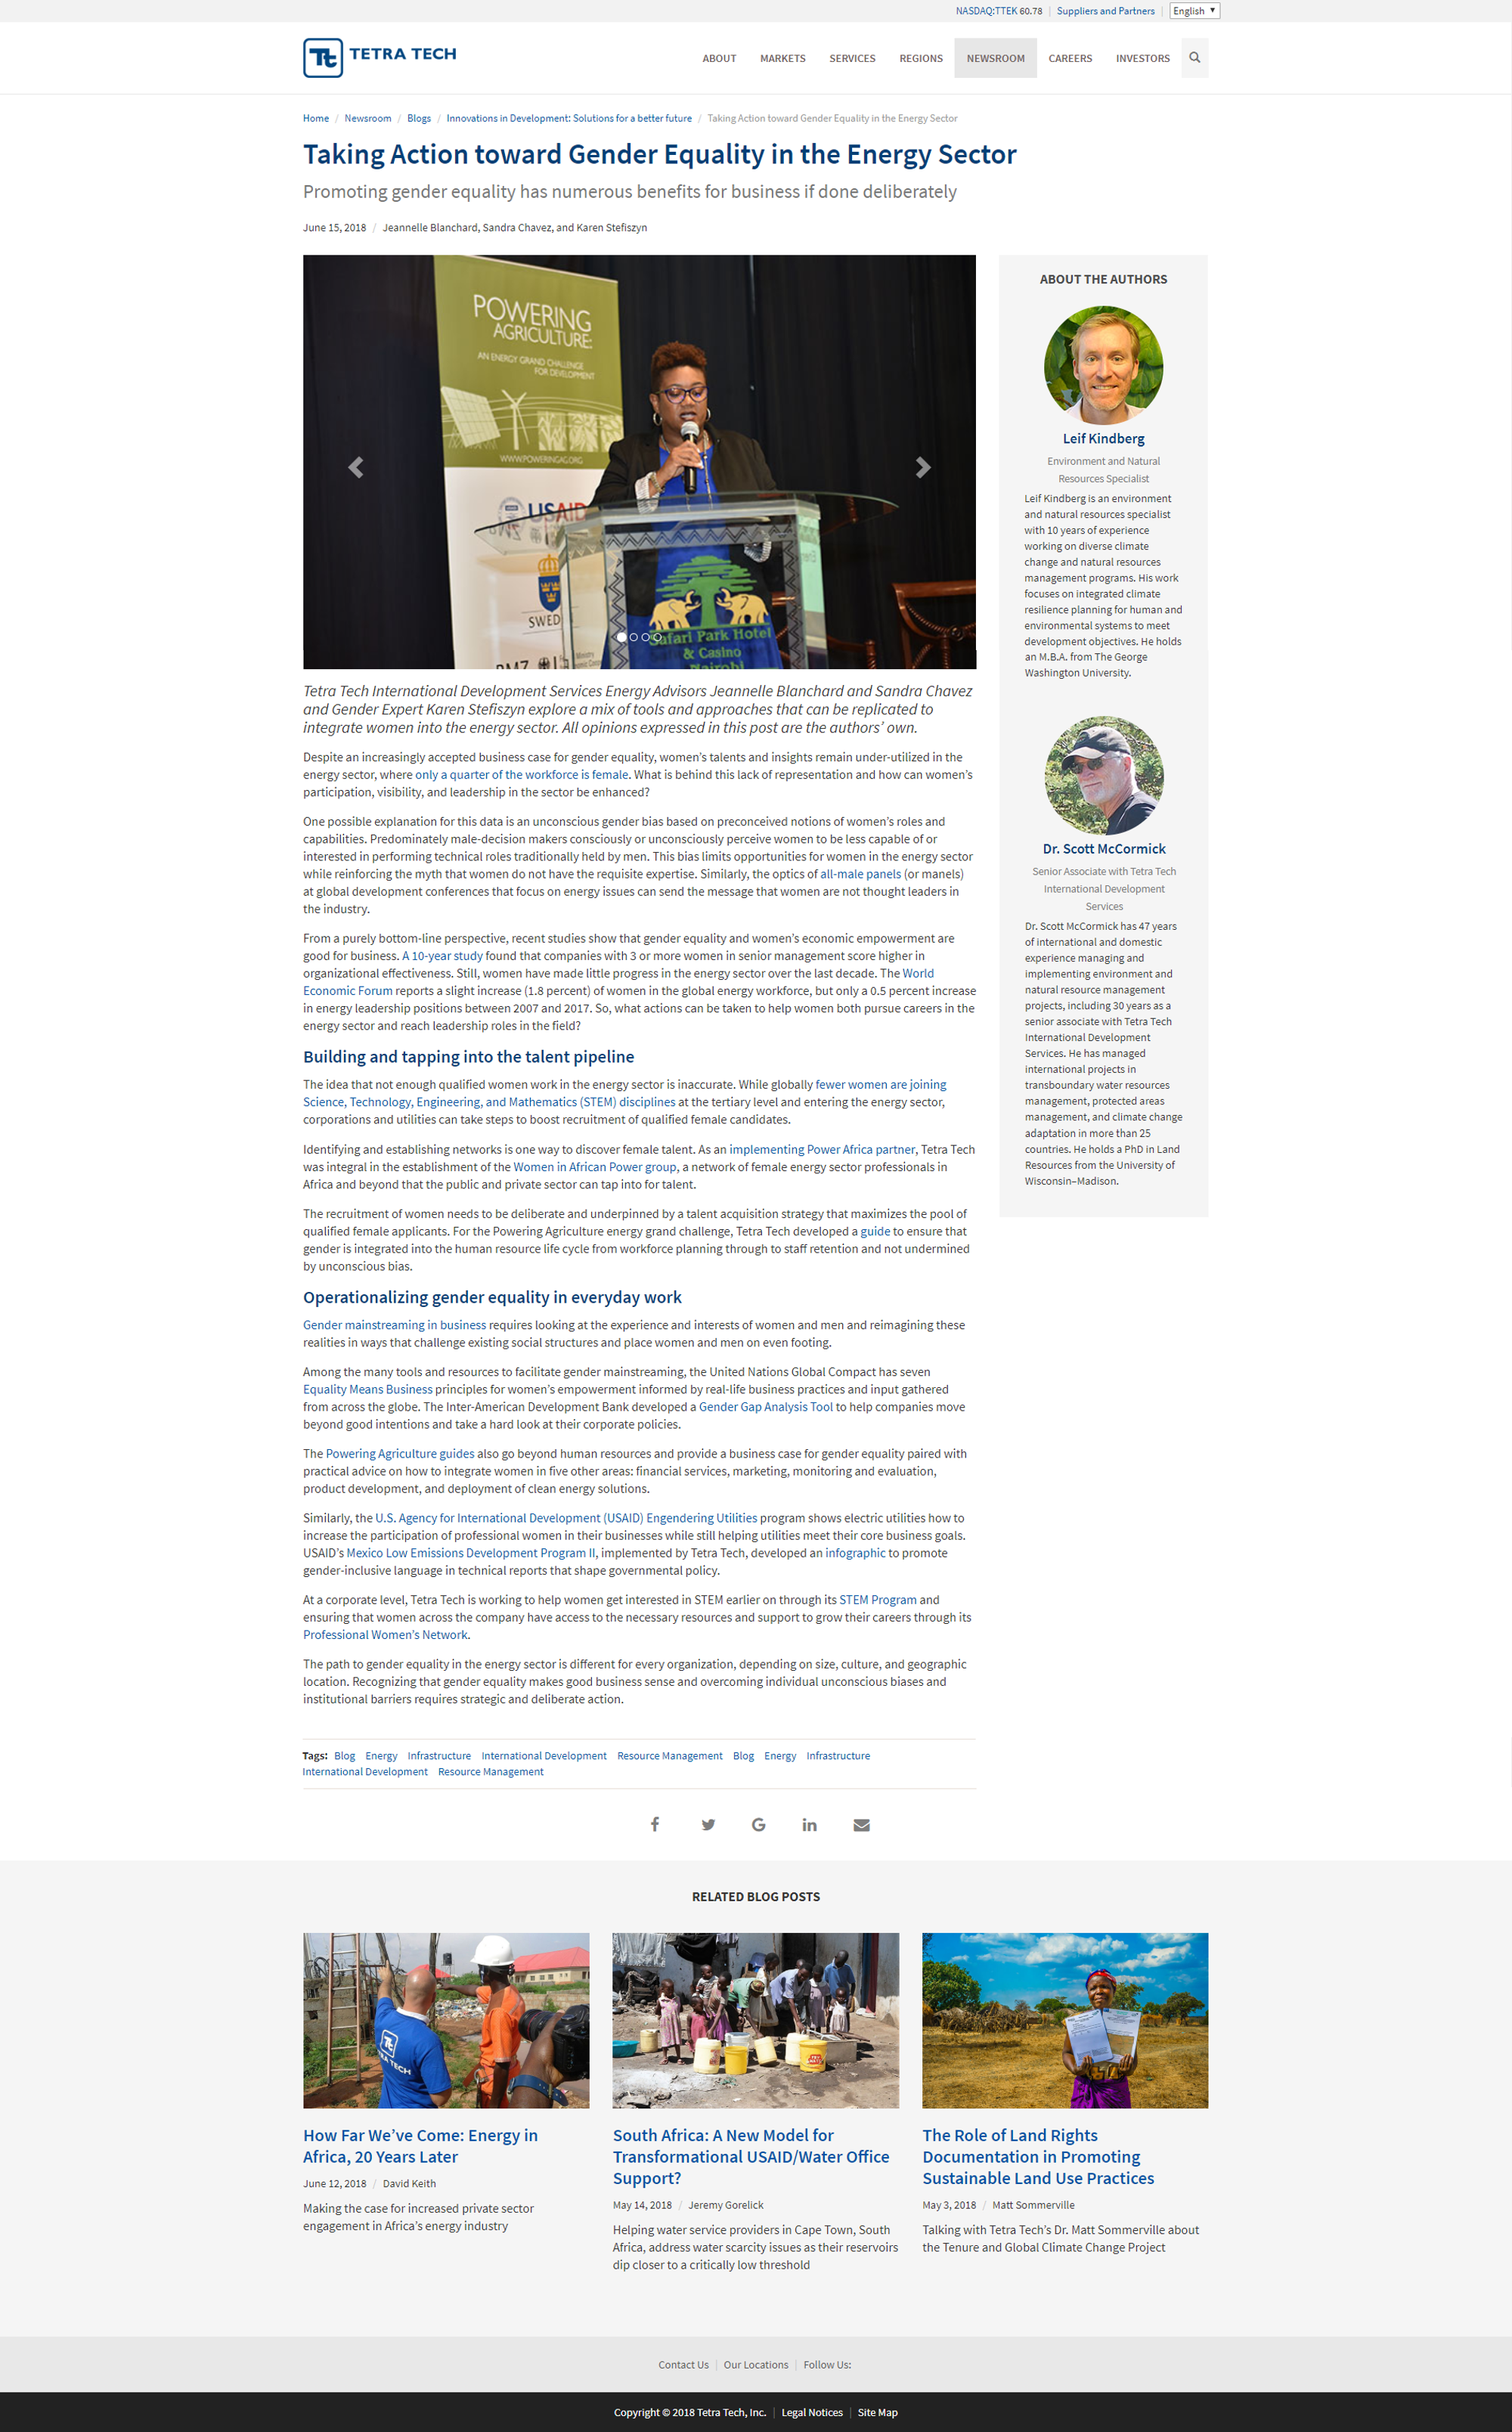 NASDAQ:TTEK 60.78 | Suppliers and Partners | English
TETRA TECH
ABOUT MARKETS SERVICES REGIONS NEWSROOM CAREERS INVESTORS
Home / Newsroom / Blogs / Innovations in Development: Solutions for a better future / Taking Action toward Gender Equality in the Energy Sector
Taking Action toward Gender Equality in the Energy Sector
Promoting gender equality has numerous benefits for business if done deliberately
June 15, 2018 / Jeannelle Blanchard, Sandra Chavez, and Karen Stefiszyn
POWERING
AGRICULTURE:
AN ENERGY GRAND CHALLENGE
FOR DEVELOPMENT
WWW.POWERINGAG.ORG
USAID
SWED
BMZ
Safari Park Hotel
& Casino
Nairobi
Tetra Tech International Development Services Energy Advisors Jeannelle Blanchard and Sandra Chavez
and Gender Expert Karen Stefiszyn explore a mix of tools and approaches that can be replicated to
integrate women into the energy sector. All opinions expressed in this post are the authors’ own.
Despite an increasingly accepted business case for gender equality, women’s talents and insights remain under-utilized in the
energy sector, where only a quarter of the workforce is female. What is behind this lack of representation and how can women’s
participation, visibility, and leadership in the sector be enhanced?
One possible explanation for this data is an unconscious gender bias based on preconceived notions of women’s roles and
capabilities. Predominately male-decision makers consciously or unconsciously perceive women to be less capable of or
interested in performing technical roles traditionally held by men. This bias limits opportunities for women in the energy sector
while reinforcing the myth that women do not have the requisite expertise. Similarly, the optics of all-male panels (or manels)
at global development conferences that focus on energy issues can send the message that women are not thought leaders in
the industry.
From a purely bottom-line perspective, recent studies show that gender equality and women’s economic empowerment are
good for business. A 10-year study found that companies with 3 or more women in senior management score higher in
organizational effectiveness. Still, women have made little progress in the energy sector over the last decade. The World
Economic Forum reports a slight increase (1.8 percent) of women in the global energy workforce, but only a 0.5 percent increase
in energy leadership positions between 2007 and 2017. So, what actions can be taken to help women both pursue careers in the
energy sector and reach leadership roles in the field?
Building and tapping into the talent pipeline
The idea that not enough qualified women work in the energy sector is inaccurate. While globally fewer women are joining
Science, Technology, Engineering, and Mathematics (STEM) disciplines at the tertiary level and entering the energy sector,
corporations and utilities can take steps to boost recruitment of qualified female candidates.
Identifying and establishing networks is one way to discover female talent. As an implementing Power Africa partner, Tetra Tech
was integral in the establishment of the Women in African Power group, a network of female energy sector professionals in
Africa and beyond that the public and private sector can tap into for talent.
The recruitment of women needs to be deliberate and underpinned by a talent acquisition strategy that maximizes the pool of
qualified female applicants. For the Powering Agriculture energy grand challenge, Tetra Tech developed a guide to ensure that
gender is integrated into the human resource life cycle from workforce planning through to staff retention and not undermined
by unconscious bias.
Operationalizing gender equality in everyday work
Gender mainstreaming in business requires looking at the experience and interests of women and men and reimagining these
realities in ways that challenge existing social structures and place women and men on even footing.
Among the many tools and resources to facilitate gender mainstreaming, the United Nations Global Compact has seven
Equality Means Business principles for women’s empowerment informed by real-life business practices and input gathered
from across the globe. The Inter-American Development Bank developed a Gender Gap Analysis Tool to help companies move
beyond good intentions and take a hard look at their corporate policies.
The Powering Agriculture guides also go beyond human resources and provide a business case for gender equality paired with
practical advice on how to integrate women in five other areas: financial services, marketing, monitoring and evaluation,
product development, and deployment of clean energy solutions.
Similarly, the U.S. Agency for International Development (USAID) Engendering Utilities program shows electric utilities how to
increase the participation of professional women in their businesses while still helping utilities meet their core business goals.
USAID’s Mexico Low Emissions Development Program II, implemented by Tetra Tech, developed an infographic to promote
gender-inclusive language in technical reports that shape governmental policy.
At a corporate level, Tetra Tech is working to help women get interested in STEM earlier on through its STEM Program and
ensuring that women across the company have access to the necessary resources and support to grow their careers through its
Professional Women’s Network.
The path to gender equality in the energy sector is different for every organization, depending on size, culture, and geographic
location. Recognizing that gender equality makes good business sense and overcoming individual unconscious biases and
institutional barriers requires strategic and deliberate action.
Tags: Blog Energy Infrastructure International Development Resource Management Blog Energy Infrastructure
International Development Resource Management
ABOUT THE AUTHORS
Leif Kindberg
Environment and Natural
Resources Specialist
Leif Kindberg is an environment
and natural resources specialist
with 10 years of experience
working on diverse climate
change and natural resources
management programs. His work
focuses on integrated climate
resilience planning for human and
environmental systems to meet
development objectives. He holds
an M.B.A. from The George
Washington University.
Dr. Scott McCormick
Senior Associate with Tetra Tech
International Development
Services
Dr. Scott McCormick has 47 years
of international and domestic
experience managing and
implementing environment and
natural resource management
projects, including 30 years as a
senior associate with Tetra Tech
International Development
Services. He has managed
international projects in
transboundary water resources
management, protected areas
management, and climate change
adaptation in more than 25
countries. He holds a PhD in Land
Resources from the University of
Wisconsin–Madison.
RELATED BLOG POSTS
TETRA TECH
How Far We’ve Come: Energy in
Africa, 20 Years Later
June 12, 2018 / David Keith
Making the case for increased private sector
engagement in Africa’s energy industry
South Africa: A New Model for
Transformational USAID/Water Office
Support?
May 14, 2018 / Jeremy Gorelick
Helping water service providers in Cape Town, South
Africa, address water scarcity issues as their reservoirs
dip closer to a critically low threshold
The Role of Land Rights
Documentation in Promoting
Sustainable Land Use Practices
May 3, 2018 / Matt Sommerville
Talking with Tetra Tech’s Dr. Matt Sommerville about
the Tenure and Global Climate Change Project
Contact Us | Our Locations | Follow Us:
Copyright © 2018 Tetra Tech, Inc. | Legal Notices | Site Map